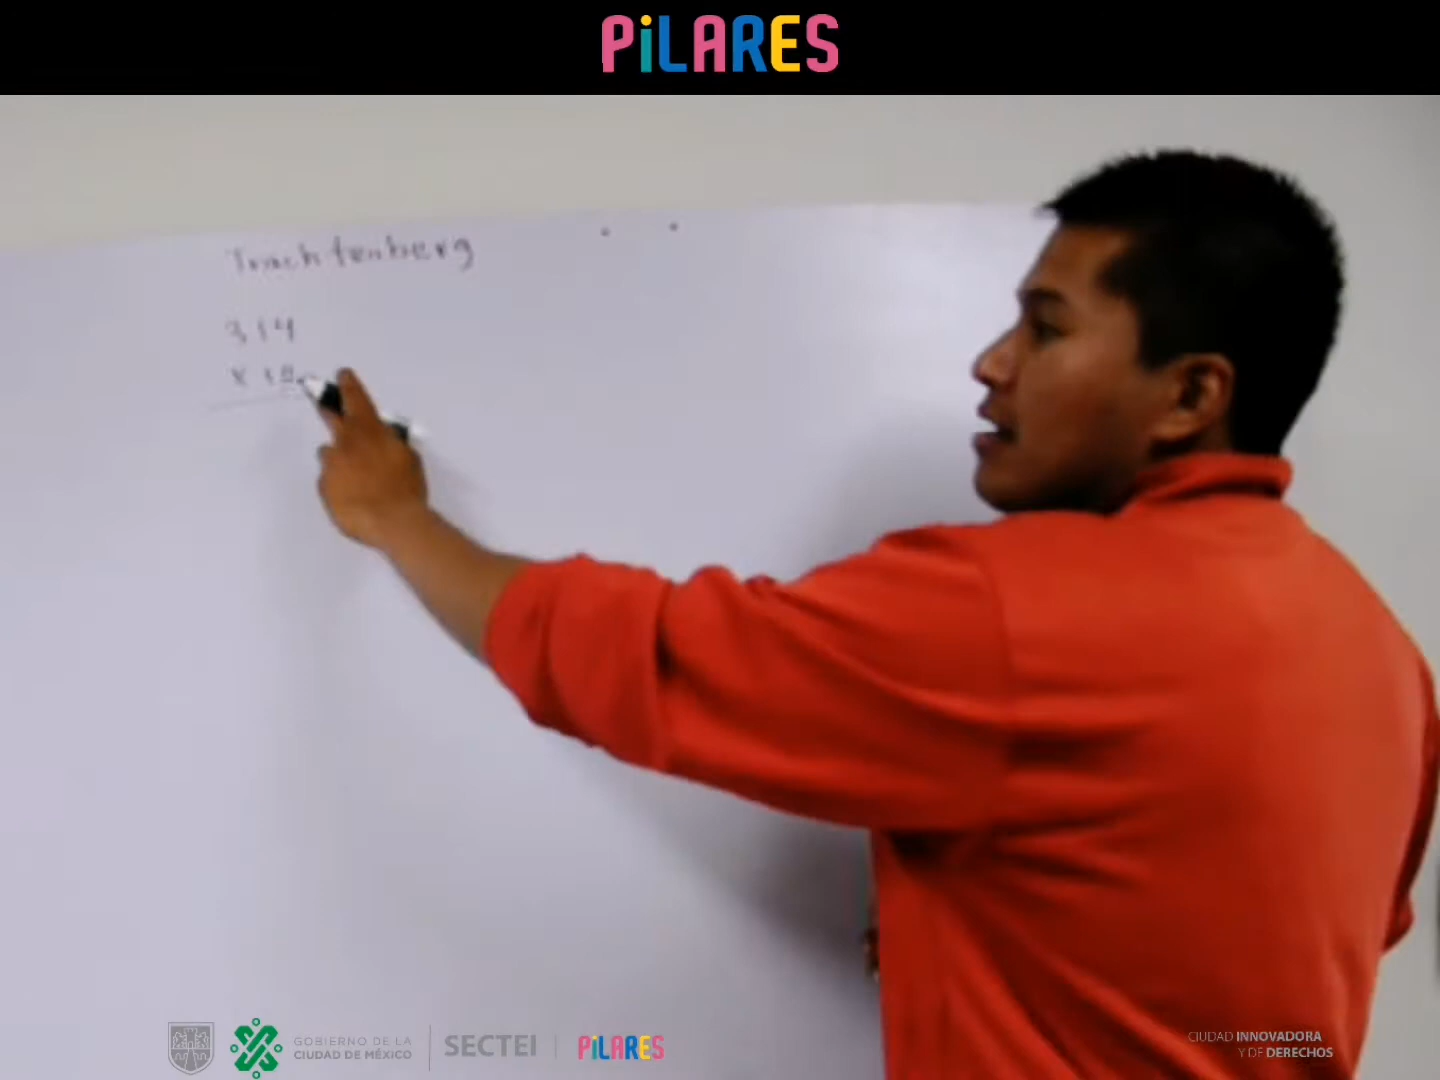 PiLARES
Trachtenberg
314
x 12
GOBIERNO DE LA
CIUDAD DE MÉXICO
SECTEI
PiLARES
CIUDAD INNOVADORA
Y DE DERECHOS